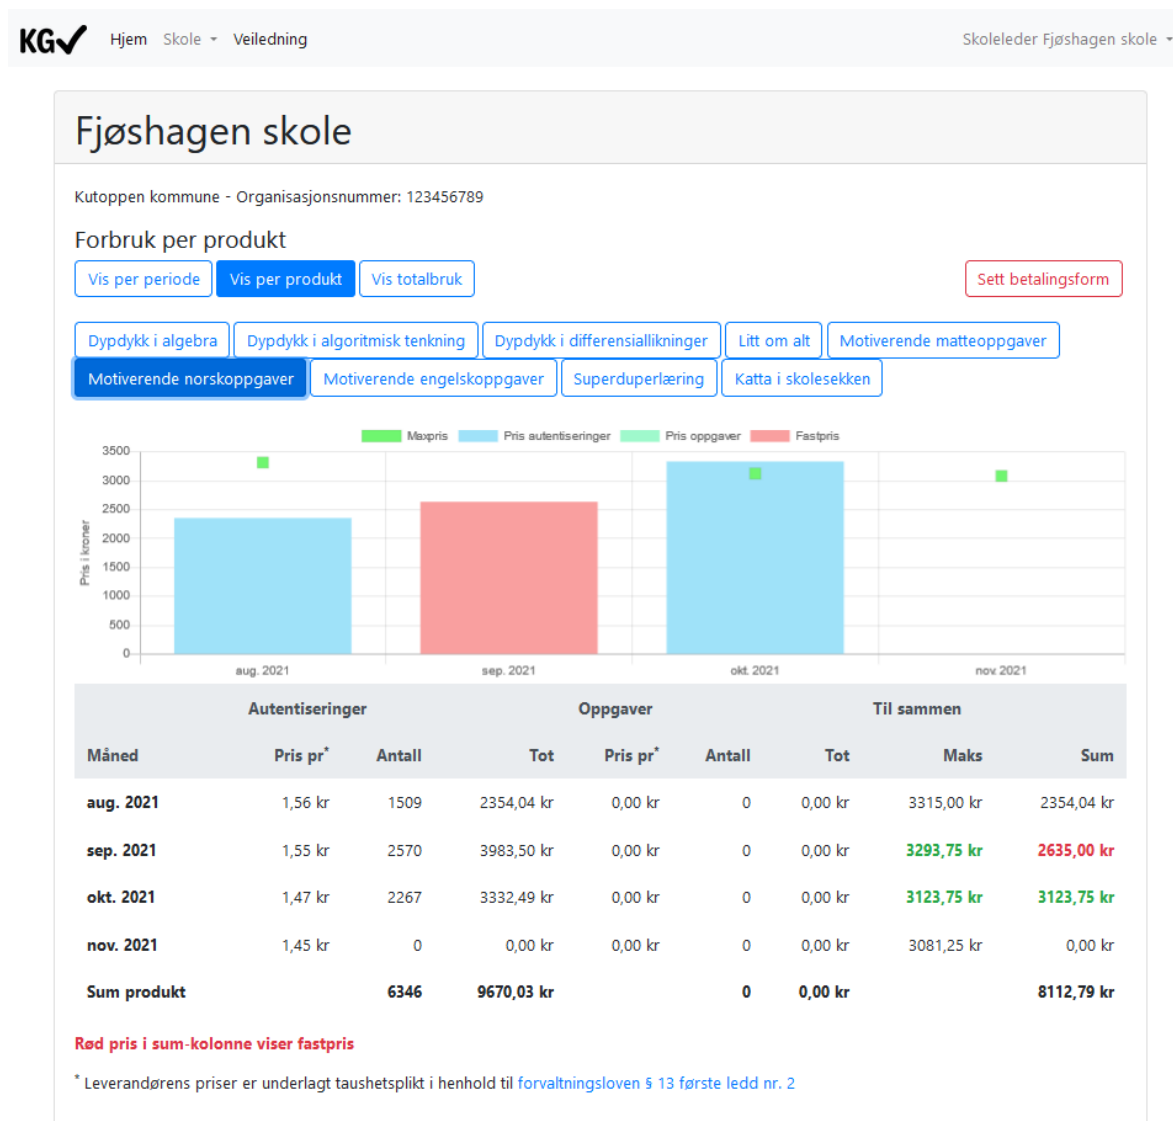 KG Hjem Skole Veiledning Skoleleder Fjøshagen skole
Fjøshagen skole
Kutoppen kommune - Organisasjonsnummer: 123456789
Forbruk per produkt
Vis per periode Vis per produkt Vis totalbruk Sett betalingsform
Dypdykk i algebra Dypdykk i algoritmisk tenkning Dypdykk i differensiallikninger Litt om alt Motiverende matteoppgaver
Motiverende norskoppgaver Motiverende engelskoppgaver Superduperlæring Katta i skolesekken
Maxpris Pris autentiseringer Pris oppgaver Fastpris
Pris i kroner
3500
3000
2500
2000
1500
1000
500
0
aug. 2021 sep. 2021 okt. 2021 nov. 2021
Autentiseringer Oppgaver Til sammen
Måned Pris pr* Antall Tot Pris pr* Antall Tot Maks Sum
aug. 2021 1,56 kr 1509 2354,04 kr 0,00 kr 0 0,00 kr 3315,00 kr 2354,04 kr
sep. 2021 1,55 kr 2570 3983,50 kr 0,00 kr 0 0,00 kr 3293,75 kr 2635,00 kr
okt. 2021 1,47 kr 2267 3332,49 kr 0,00 kr 0 0,00 kr 3123,75 kr 3123,75 kr
nov. 2021 1,45 kr 0 0,00 kr 0,00 kr 0 0,00 kr 3081,25 kr 0,00 kr
Sum produkt 6346 9670,03 kr 0 0,00 kr 8112,79 kr
Rød pris i sum-kolonne viser fastpris
* Leverandørens priser er underlagt taushetsplikt i henhold til forvaltningsloven § 13 første ledd nr. 2